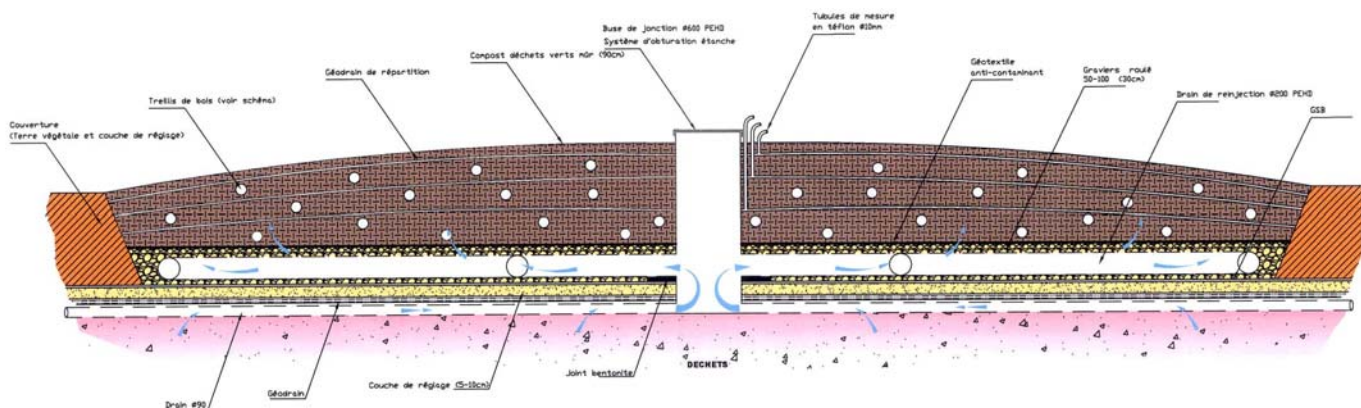 Buse de jonction ø600 PEHD
Système d'obturation étanche
Tubules de mesure
en téflon ø10mm
Compost déchets verts mûr (90cm)
Géodrain de répartition
Treillis de bois (voir schéma)
Couverture
(Terre végétale et couche de réglage)
Géotextile
anti-contaminant
Graviers roulé
50-100 (30cm)
Drain de reinjection ø200 PEHD
GSB
DECHETS
Joint bentonite
Couche de réglage (5-10cm)
Géodrain
Drain ø90